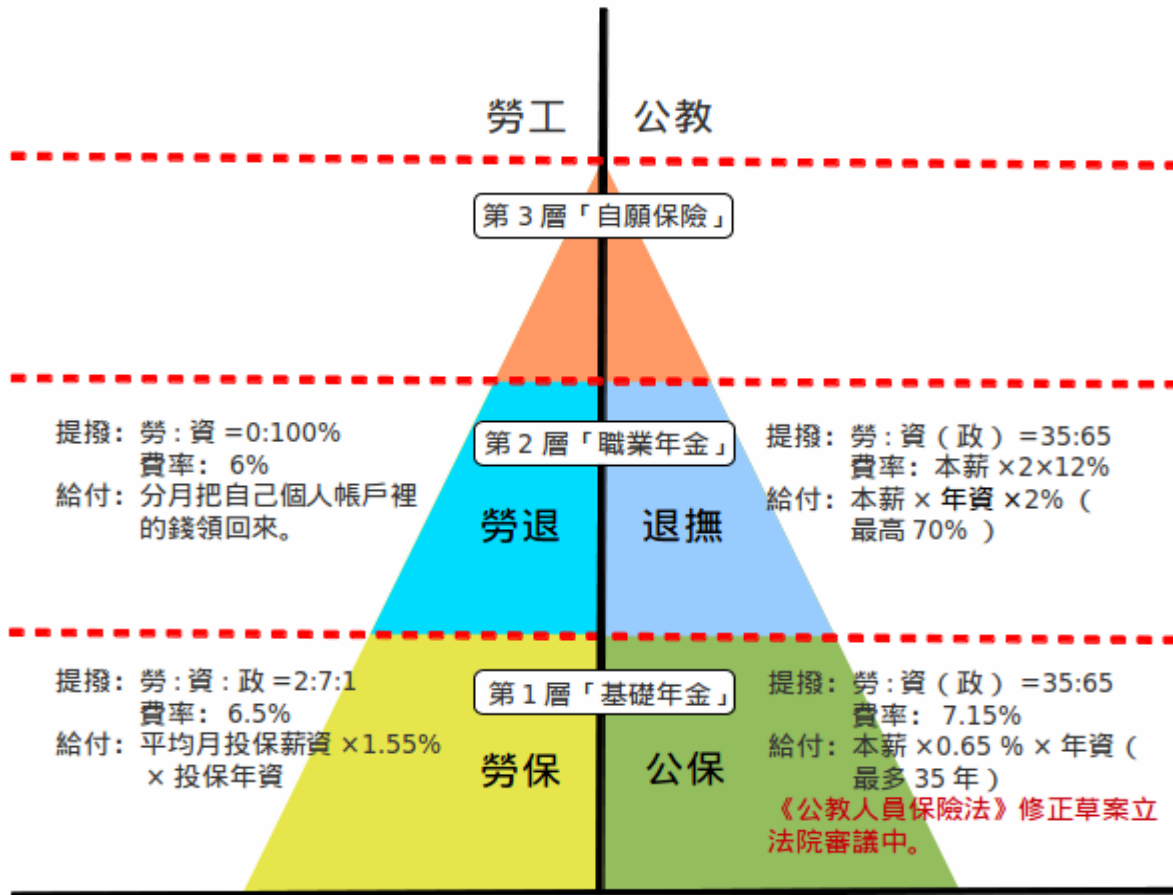 勞工
公教
第 3 層「自願保險」
提撥：勞：資 =0:100%
費率： 6%
給付：分月把自己個人帳戶裡
的錢領回來。
第 2 層「職業年金」
勞退
退撫
提撥：勞：資（政） =35:65
費率：本薪 ×2×12%
給付：本薪 × 年資 ×2% （
最高 70% ）
提撥：勞：資：政 =2:7:1
費率： 6.5%
給付：平均月投保薪資 ×1.55%
× 投保年資
第 1 層「基礎年金」
勞保
公保
提撥：勞：資（政） =35:65
費率： 7.15%
給付：本薪 ×0.65 % × 年資（
最多 35 年）
《公教人員保險法》修正草案立
法院審議中。